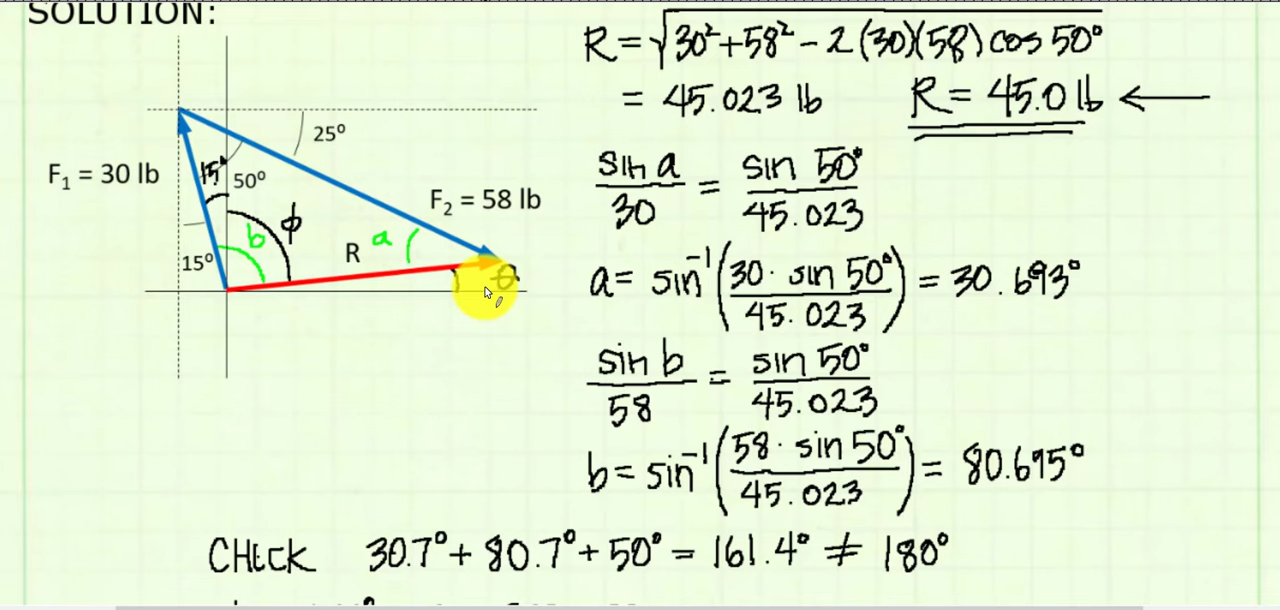 SOLUTION:
R = √30²+58² − 2(30)(58) cos 50°
= 45.023 lb
R = 45.0 lb ←
25°
F₁ = 30 lb
15°
50°
F₂ = 58 lb
ϕ
b
a
R
15°
θ
sin a / 30 = sin 50° / 45.023
a = sin⁻¹(30 · sin 50° / 45.023) = 30.693°
sin b / 58 = sin 50° / 45.023
b = sin⁻¹(58 · sin 50° / 45.023) = 80.695°
CHECK 30.7° + 80.7° + 50° = 161.4° ≠ 180°